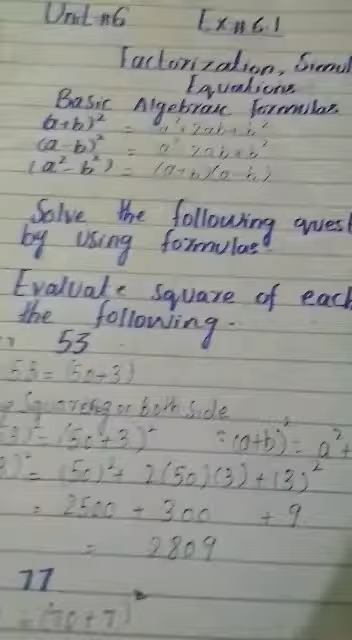 Unit #6 Ex #6.1
Factorization, Simul
Equations
Basic Algebraic formulas
(a+b)² = a²+2ab+b²
(a-b)² = a² 2ab+b²
(a²-b²) = (a+b)(a-b)
Solve the following quest
by using formulas.
Evaluate square of each
the following.
53
53 = (50+3)
Squaring on both side
3)² = (50+3)² ∵(a+b)² = a²+
3)² = (50)²+ 2(50)(3)+(3)²
= 2500 + 300 + 9
= 2809
77
= (70+7)